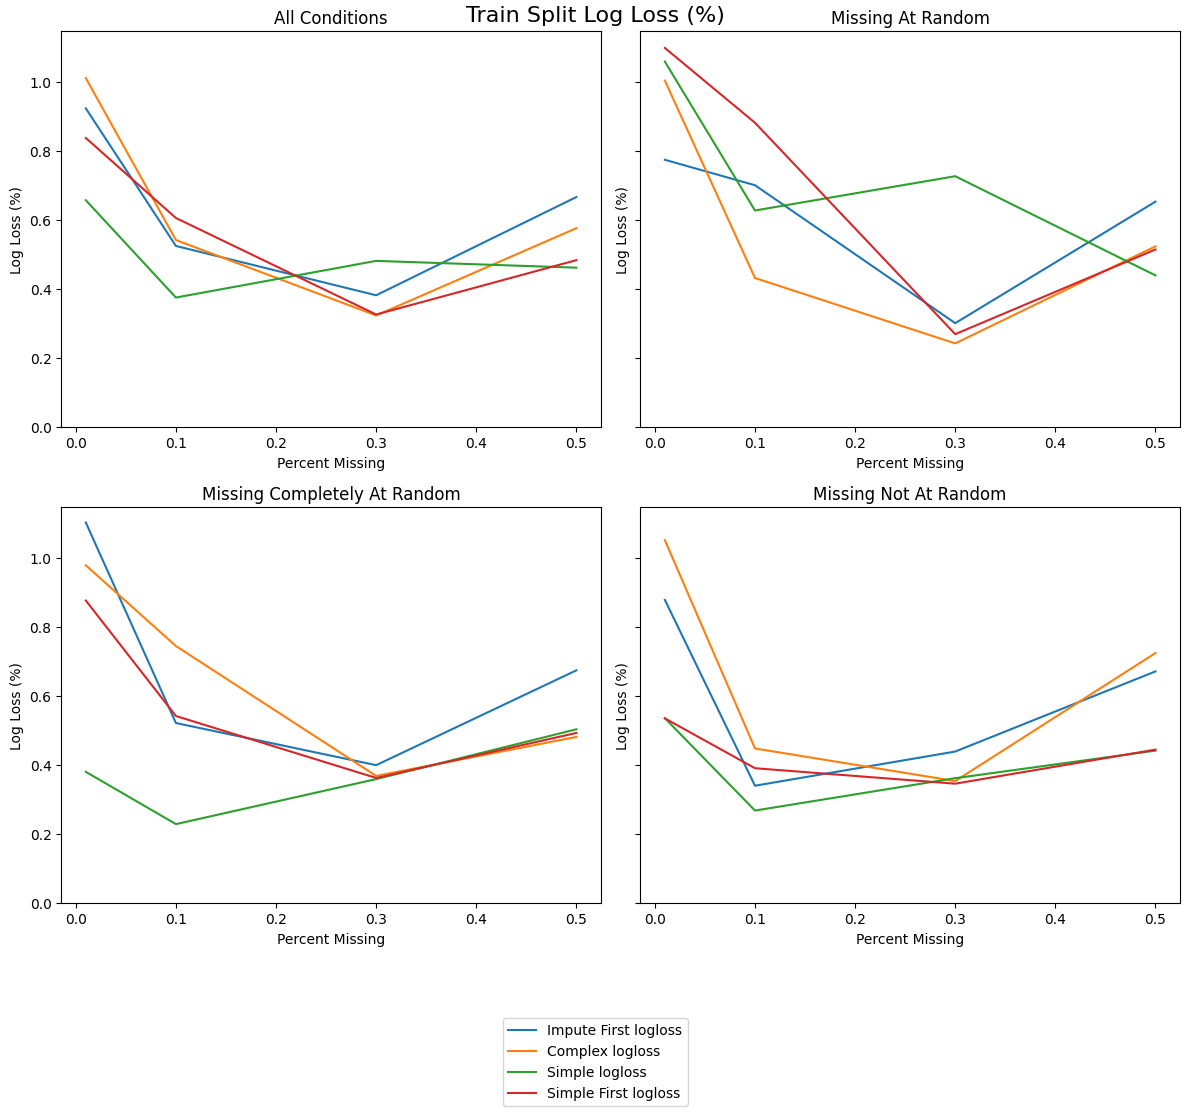 Train Split Log Loss (%)
All Conditions
Log Loss (%)
1.0
0.8
0.6
0.4
0.2
0.0
0.0 0.1 0.2 0.3 0.4 0.5
Percent Missing
Missing At Random
Log Loss (%)
0.0 0.1 0.2 0.3 0.4 0.5
Percent Missing
Missing Completely At Random
Log Loss (%)
1.0
0.8
0.6
0.4
0.2
0.0
0.0 0.1 0.2 0.3 0.4 0.5
Percent Missing
Missing Not At Random
Log Loss (%)
0.0 0.1 0.2 0.3 0.4 0.5
Percent Missing
Impute First logloss
Complex logloss
Simple logloss
Simple First logloss